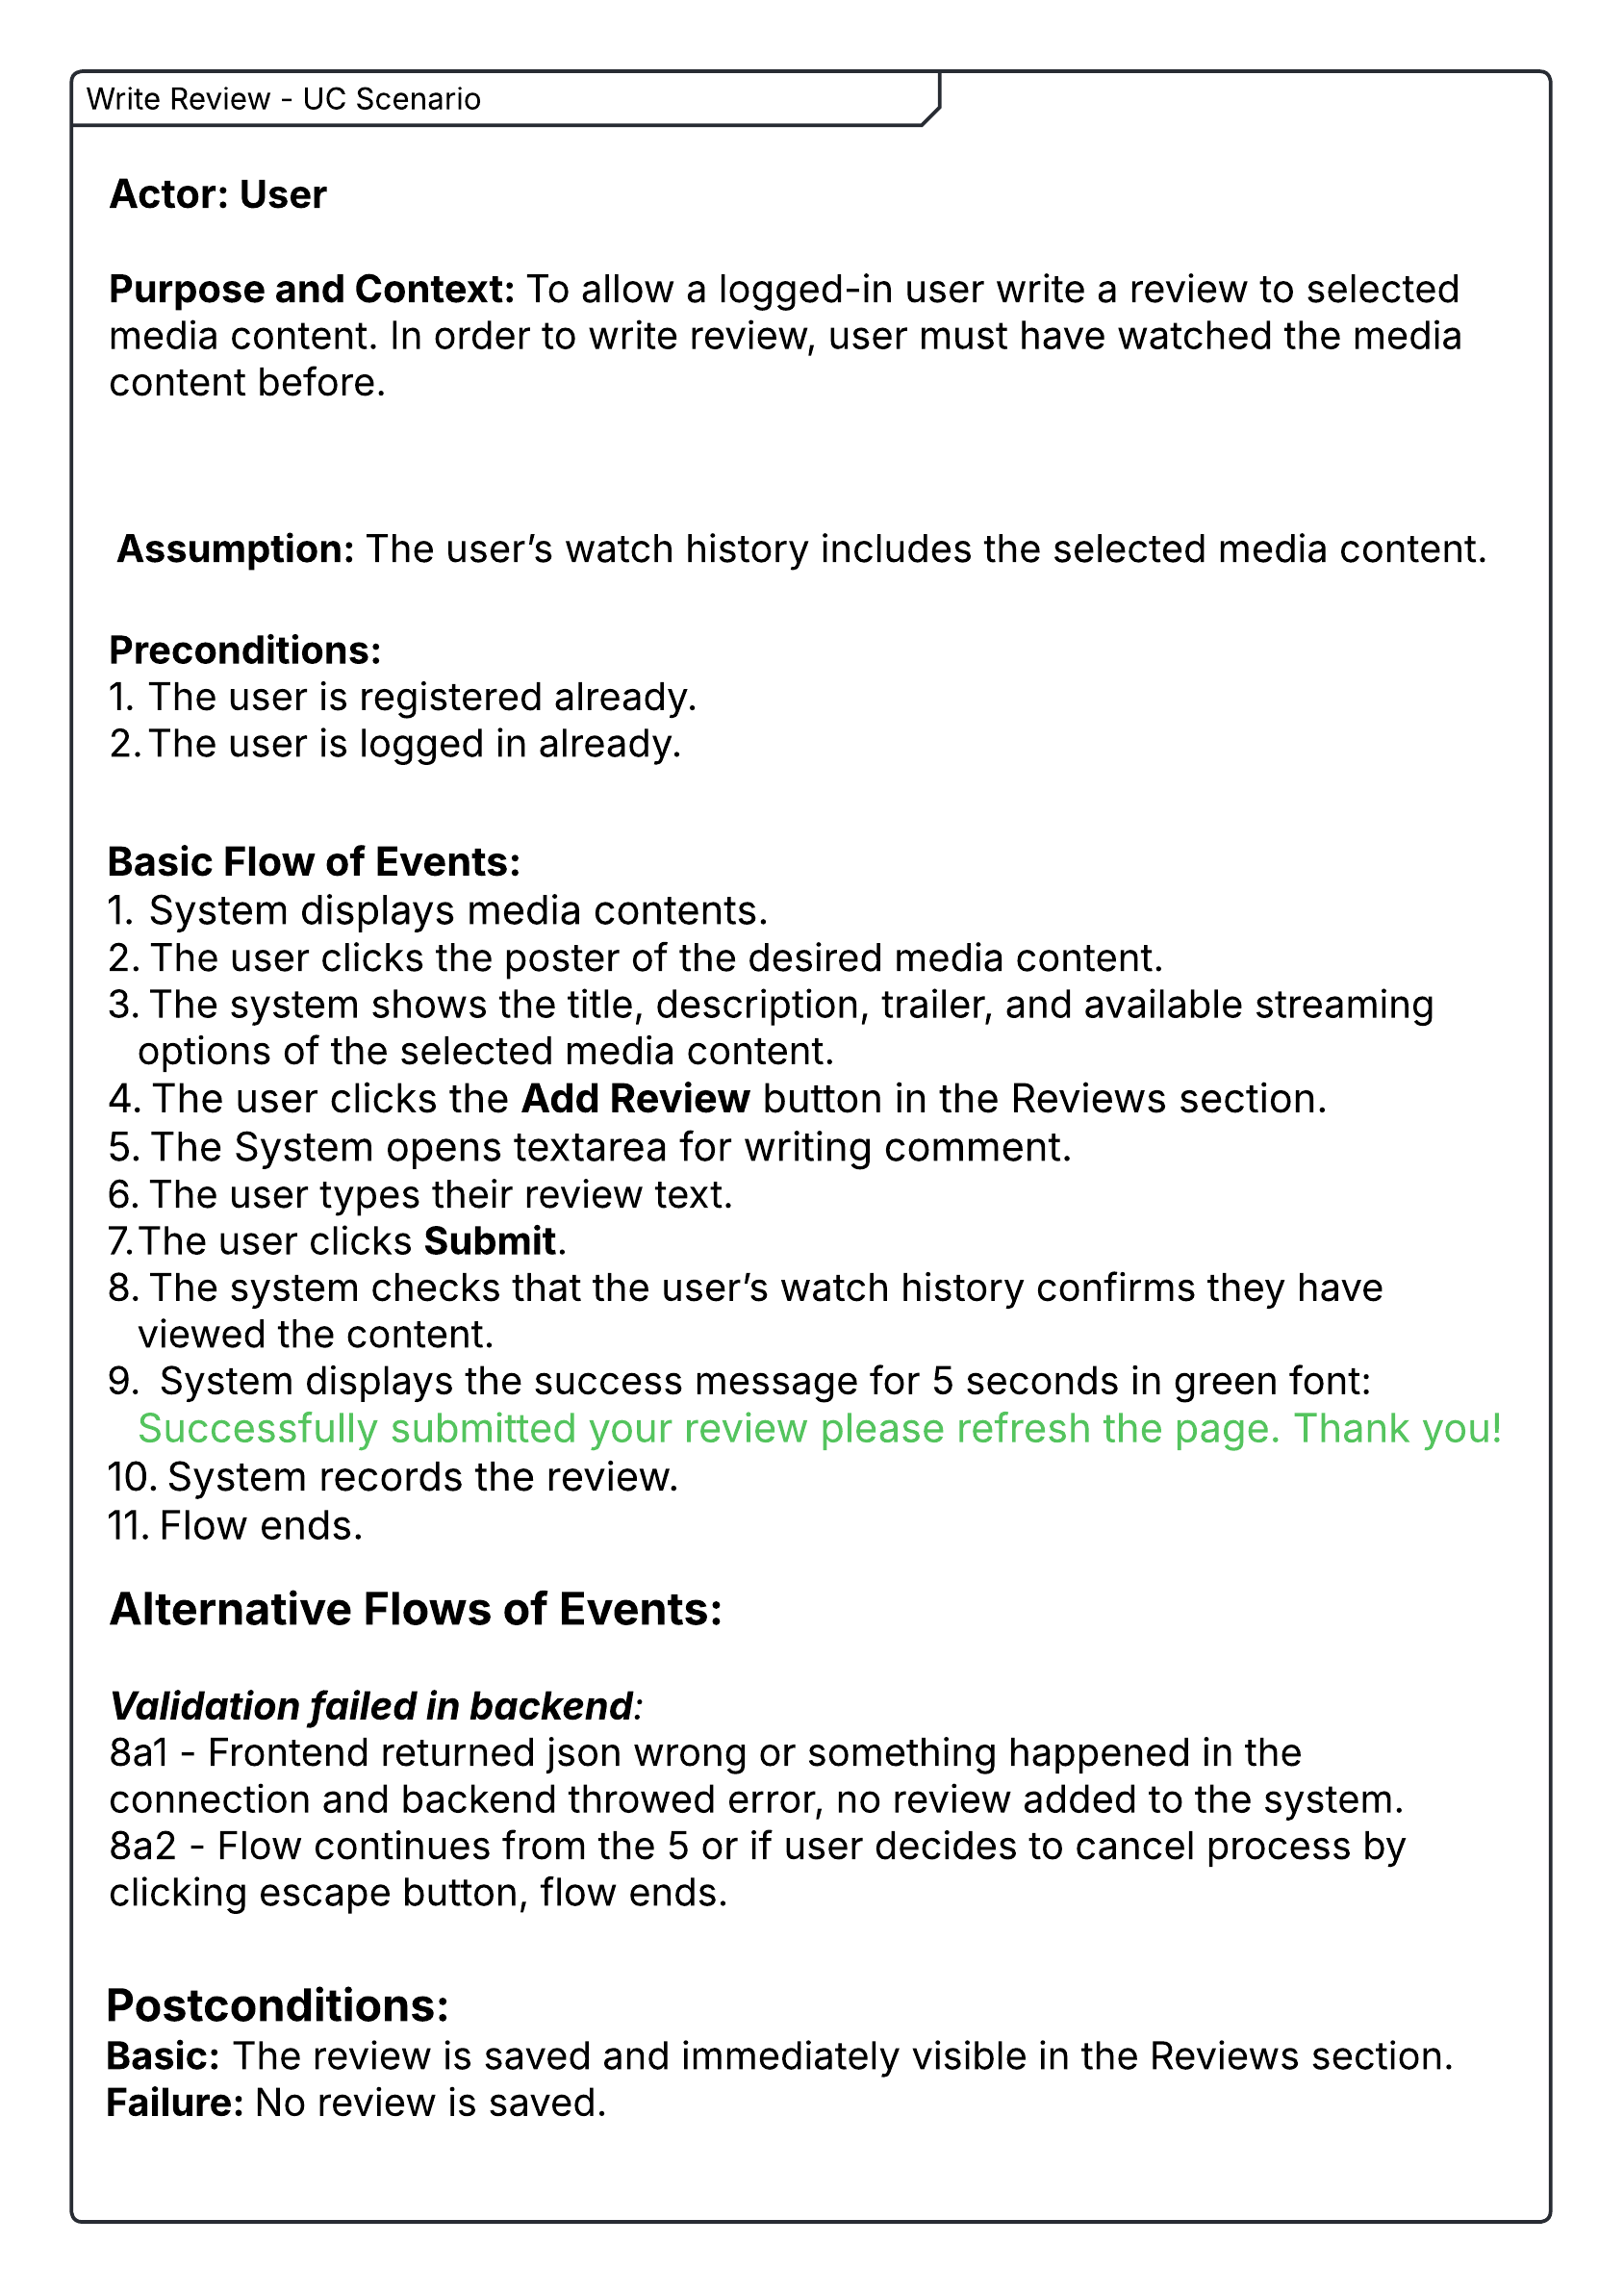 Write Review - UC Scenario
Actor: User
Purpose and Context: To allow a logged-in user write a review to selected
media content. In order to write review, user must have watched the media
content before.
Assumption: The user’s watch history includes the selected media content.
Preconditions:
1. The user is registered already.
2. The user is logged in already.
Basic Flow of Events:
1. System displays media contents.
2. The user clicks the poster of the desired media content.
3. The system shows the title, description, trailer, and available streaming
options of the selected media content.
4. The user clicks the Add Review button in the Reviews section.
5. The System opens textarea for writing comment.
6. The user types their review text.
7. The user clicks Submit.
8. The system checks that the user’s watch history confirms they have
viewed the content.
9. System displays the success message for 5 seconds in green font:
Successfully submitted your review please refresh the page. Thank you!
10. System records the review.
11. Flow ends.
Alternative Flows of Events:
Validation failed in backend:
8a1 - Frontend returned json wrong or something happened in the
connection and backend throwed error, no review added to the system.
8a2 - Flow continues from the 5 or if user decides to cancel process by
clicking escape button, flow ends.
Postconditions:
Basic: The review is saved and immediately visible in the Reviews section.
Failure: No review is saved.